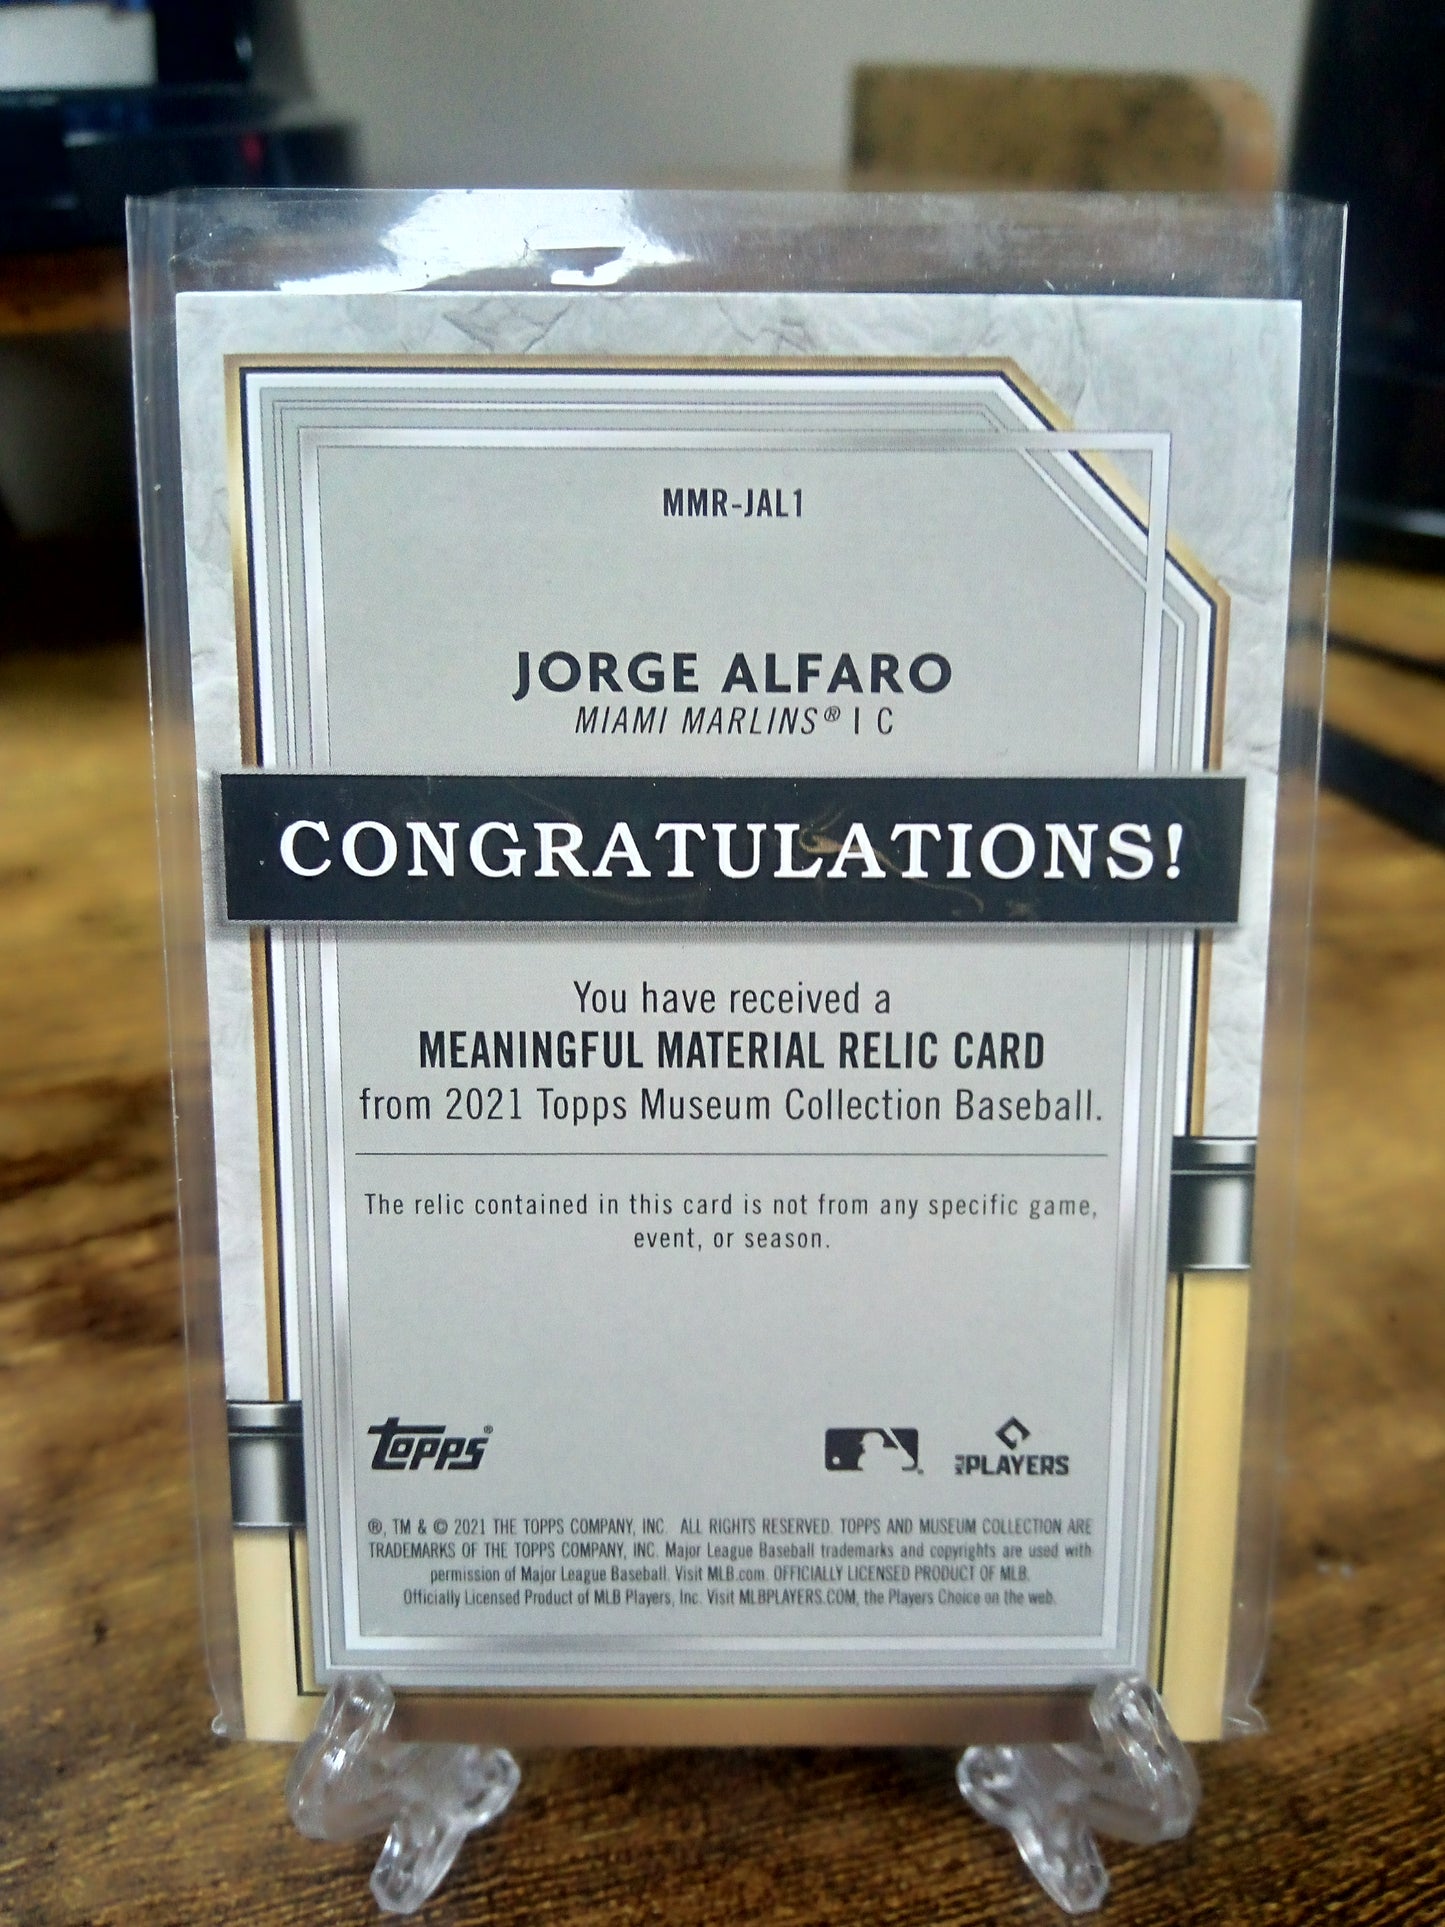 MMR-JAL1
JORGE ALFARO
MIAMI MARLINS® | C
CONGRATULATIONS!
You have received a
MEANINGFUL MATERIAL RELIC CARD
from 2021 Topps Museum Collection Baseball.
The relic contained in this card is not from any specific game,
event, or season.
topps®
MLB PLAYERS
®, TM & © 2021 THE TOPPS COMPANY, INC. ALL RIGHTS RESERVED. TOPPS AND MUSEUM COLLECTION ARE
TRADEMARKS OF THE TOPPS COMPANY, INC. Major League Baseball trademarks and copyrights are used with
permission of Major League Baseball. Visit MLB.com. OFFICIALLY LICENSED PRODUCT OF MLB.
Officially Licensed Product of MLB Players, Inc. Visit MLBPLAYERS.COM, the Players Choice on the web.